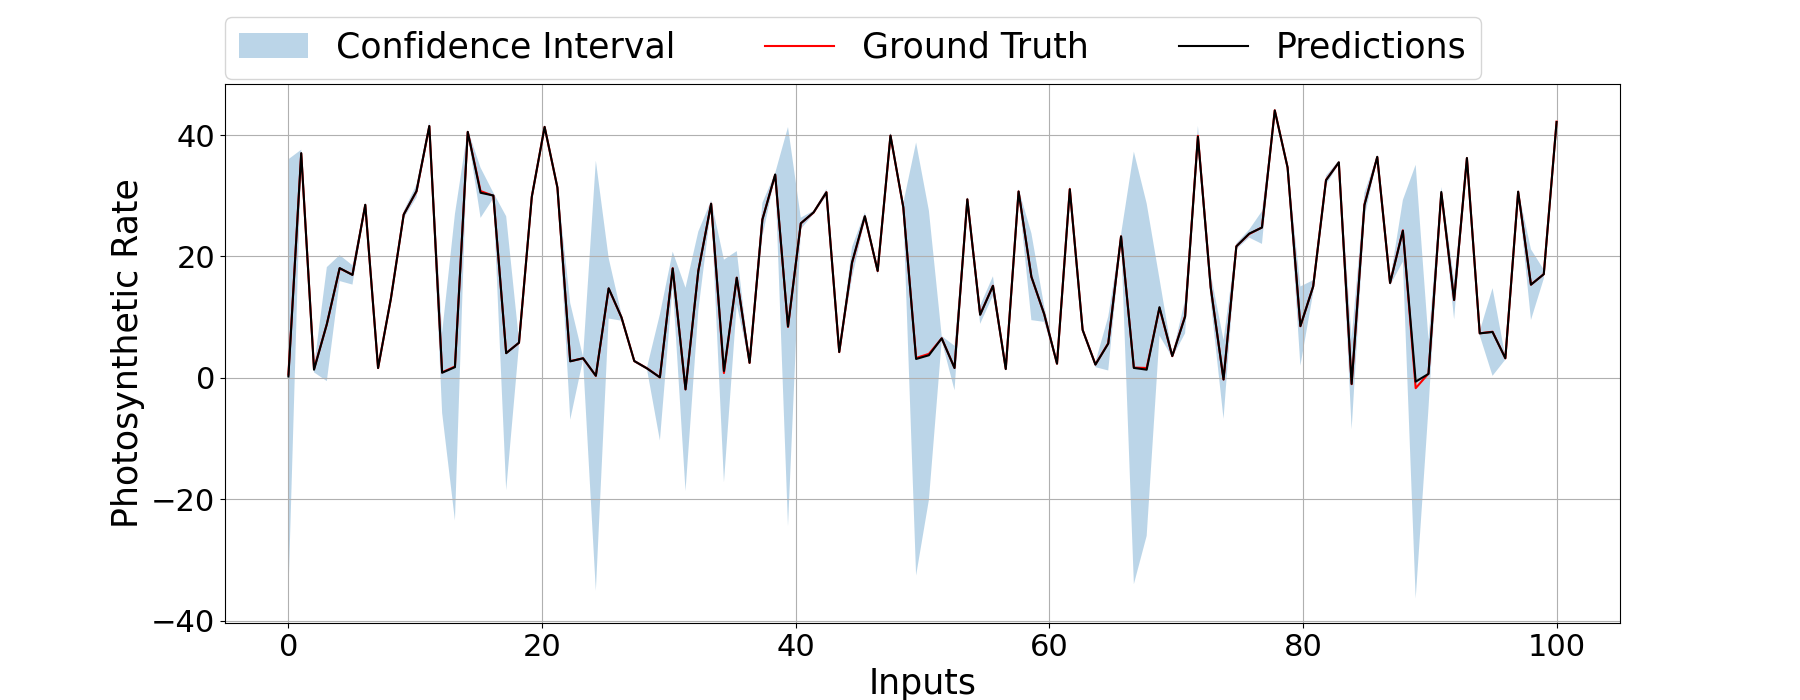 Confidence Interval Ground Truth Predictions
Photosynthetic Rate
40
20
0
−20
−40
0 20 40 60 80 100
Inputs